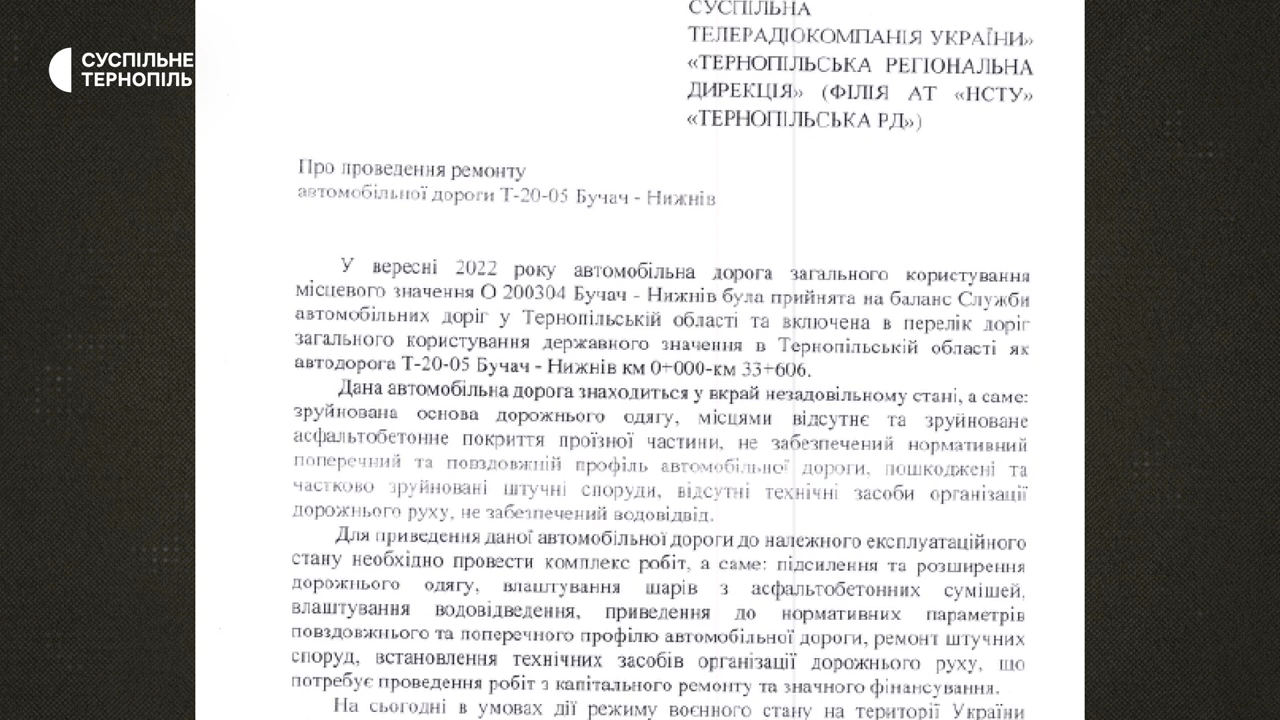 СУСПІЛЬНЕ
ТЕРНОПІЛЬ
СУСПІЛЬНА
ТЕЛЕРАДІОКОМПАНІЯ УКРАЇНИ»
«ТЕРНОПІЛЬСЬКА РЕГІОНАЛЬНА
ДИРЕКЦІЯ» (ФІЛІЯ АТ «НСТУ»
«ТЕРНОПІЛЬСЬКА РД»)
Про проведення ремонту
автомобільної дороги Т-20-05 Бучач - Нижнів
У вересні 2022 року автомобільна дорога загального користування
місцевого значення О 200304 Бучач - Нижнів була прийнята на баланс Служби
автомобільних доріг у Тернопільській області та включена в перелік доріг
загального користування державного значення в Тернопільській області як
автодорога Т-20-05 Бучач - Нижнів км 0+000-км 33+606.
Дана автомобільна дорога знаходиться у вкрай незадовільному стані, а саме:
зруйнована основа дорожнього одягу, місцями відсутнє та зруйноване
асфальтобетонне покриття проїзної частини, не забезпечений нормативний
поперечний та повздовжній профіль автомобільної дороги, пошкоджені та
частково зруйновані штучні споруди, відсутні технічні засоби організації
дорожнього руху, не забезпечений водовідвід.
Для приведення даної автомобільної дороги до належного експлуатаційного
стану необхідно провести комплекс робіт, а саме: підсилення та розширення
дорожнього одягу, влаштування шарів з асфальтобетонних сумішей,
влаштування водовідведення, приведення до нормативних параметрів
повздовжнього та поперечного профілю автомобільної дороги, ремонт штучних
споруд, встановлення технічних засобів організації дорожнього руху, що
потребує проведення робіт з капітального ремонту та значного фінансування.
На сьогодні в умовах дії режиму воєнного стану на території України